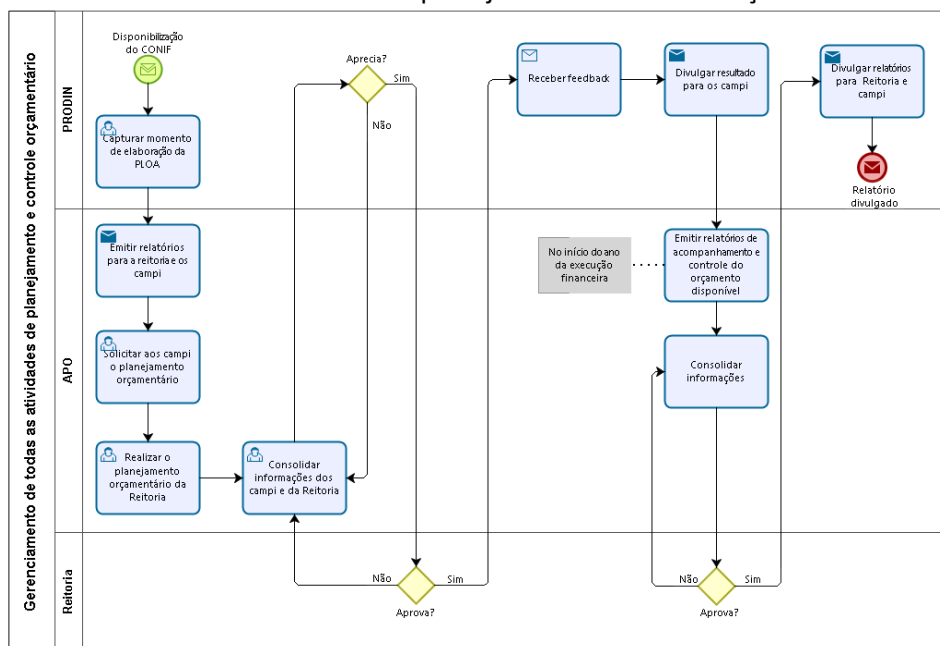 Gerenciamento de todas as atividades de planejamento e controle orçamentário
PRODIN
Disponibilização
do CONIF
Capturar momento
de elaboração da
PLOA
Aprecia?
Sim
Não
Receber feedback
Divulgar resultado
para os campi
Divulgar relatórios
para Reitoria e
campi
Relatório
divulgado
APO
Emitir relatórios
para a reitoria e os
campi
Solicitar aos campi
o planejamento
orçamentário
Realizar o
planejamento
orçamentário da
Reitoria
Consolidar
informações dos
campi e da Reitoria
No início do ano
da execução
financeira
Emitir relatórios de
acompanhamento e
controle do
orçamento
disponível
Consolidar
informações
Reitoria
Não
Sim
Aprova?
Não
Sim
Aprova?